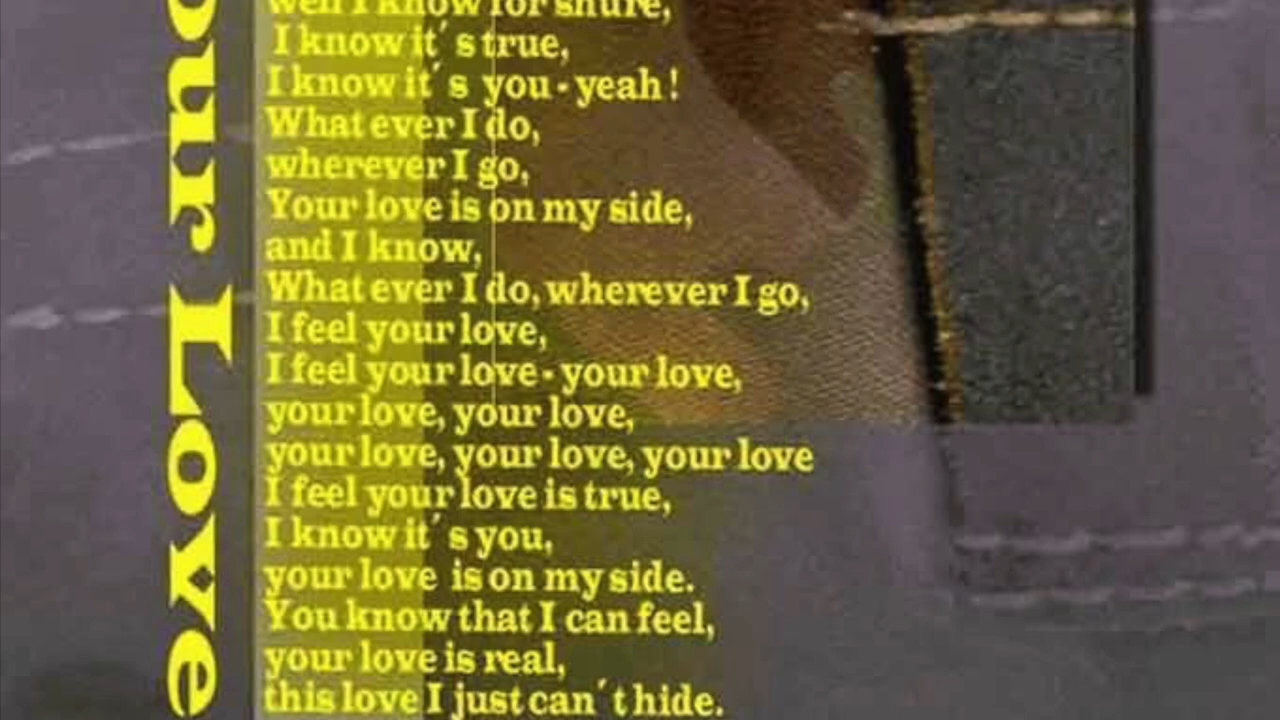 our Love
well I know for shure,
I know it´s true,
I know it´s you - yeah!
What ever I do,
wherever I go,
Your love is on my side,
and I know,
What ever I do, wherever I go,
I feel your love,
I feel your love - your love,
your love, your love,
your love, your love, your love
I feel your love is true,
I know it´s you,
your love is on my side.
You know that I can feel,
your love is real,
this love I just can´t hide.